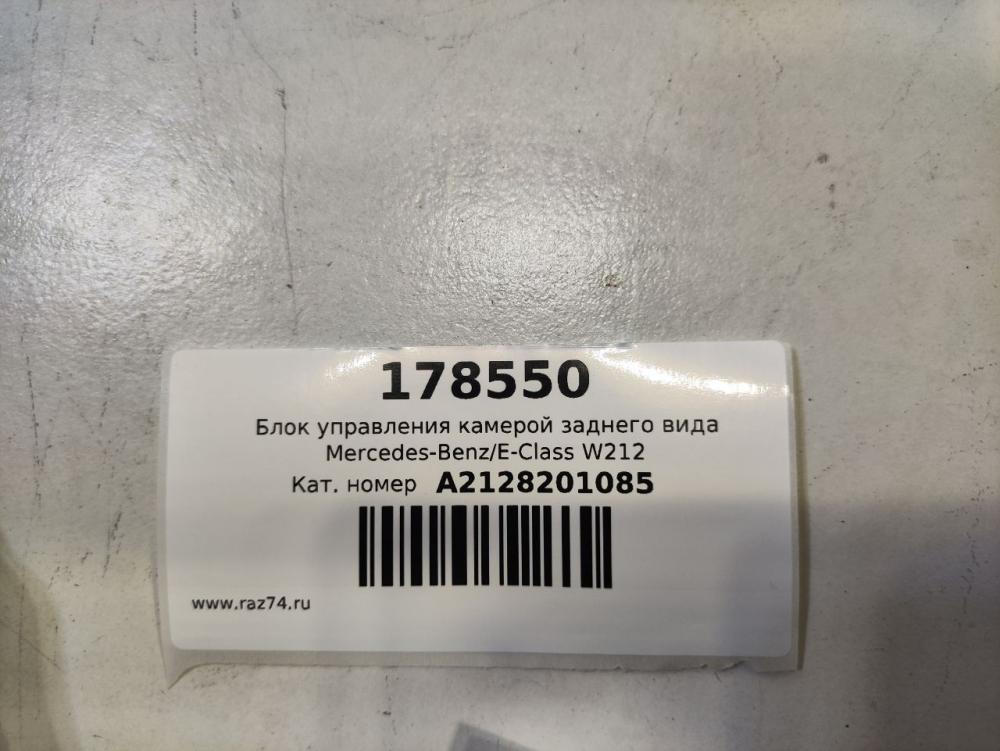 178550
Блок управления камерой заднего вида
Mercedes-Benz/E-Class W212
Кат. номер A2128201085
www.raz74.ru